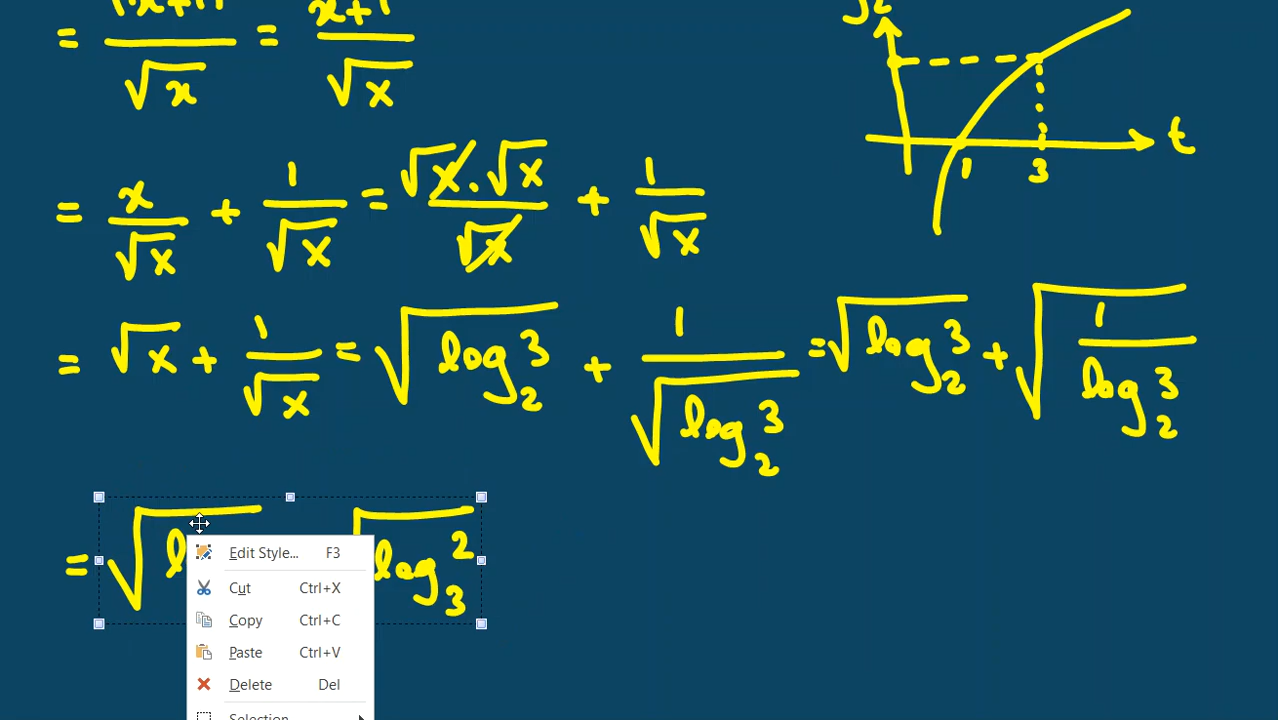 = |x+1| / √x = x+1 / √x
= x/√x + 1/√x = √x . √x / √x + 1/√x
= √x + 1/√x = √(log₂3) + 1/√(log₂3) = √(log₂3) + √(1/log₂3)
= √l √(log₃2)
t
1 3
Edit Style... F3
Cut Ctrl+X
Copy Ctrl+C
Paste Ctrl+V
Delete Del
Selection